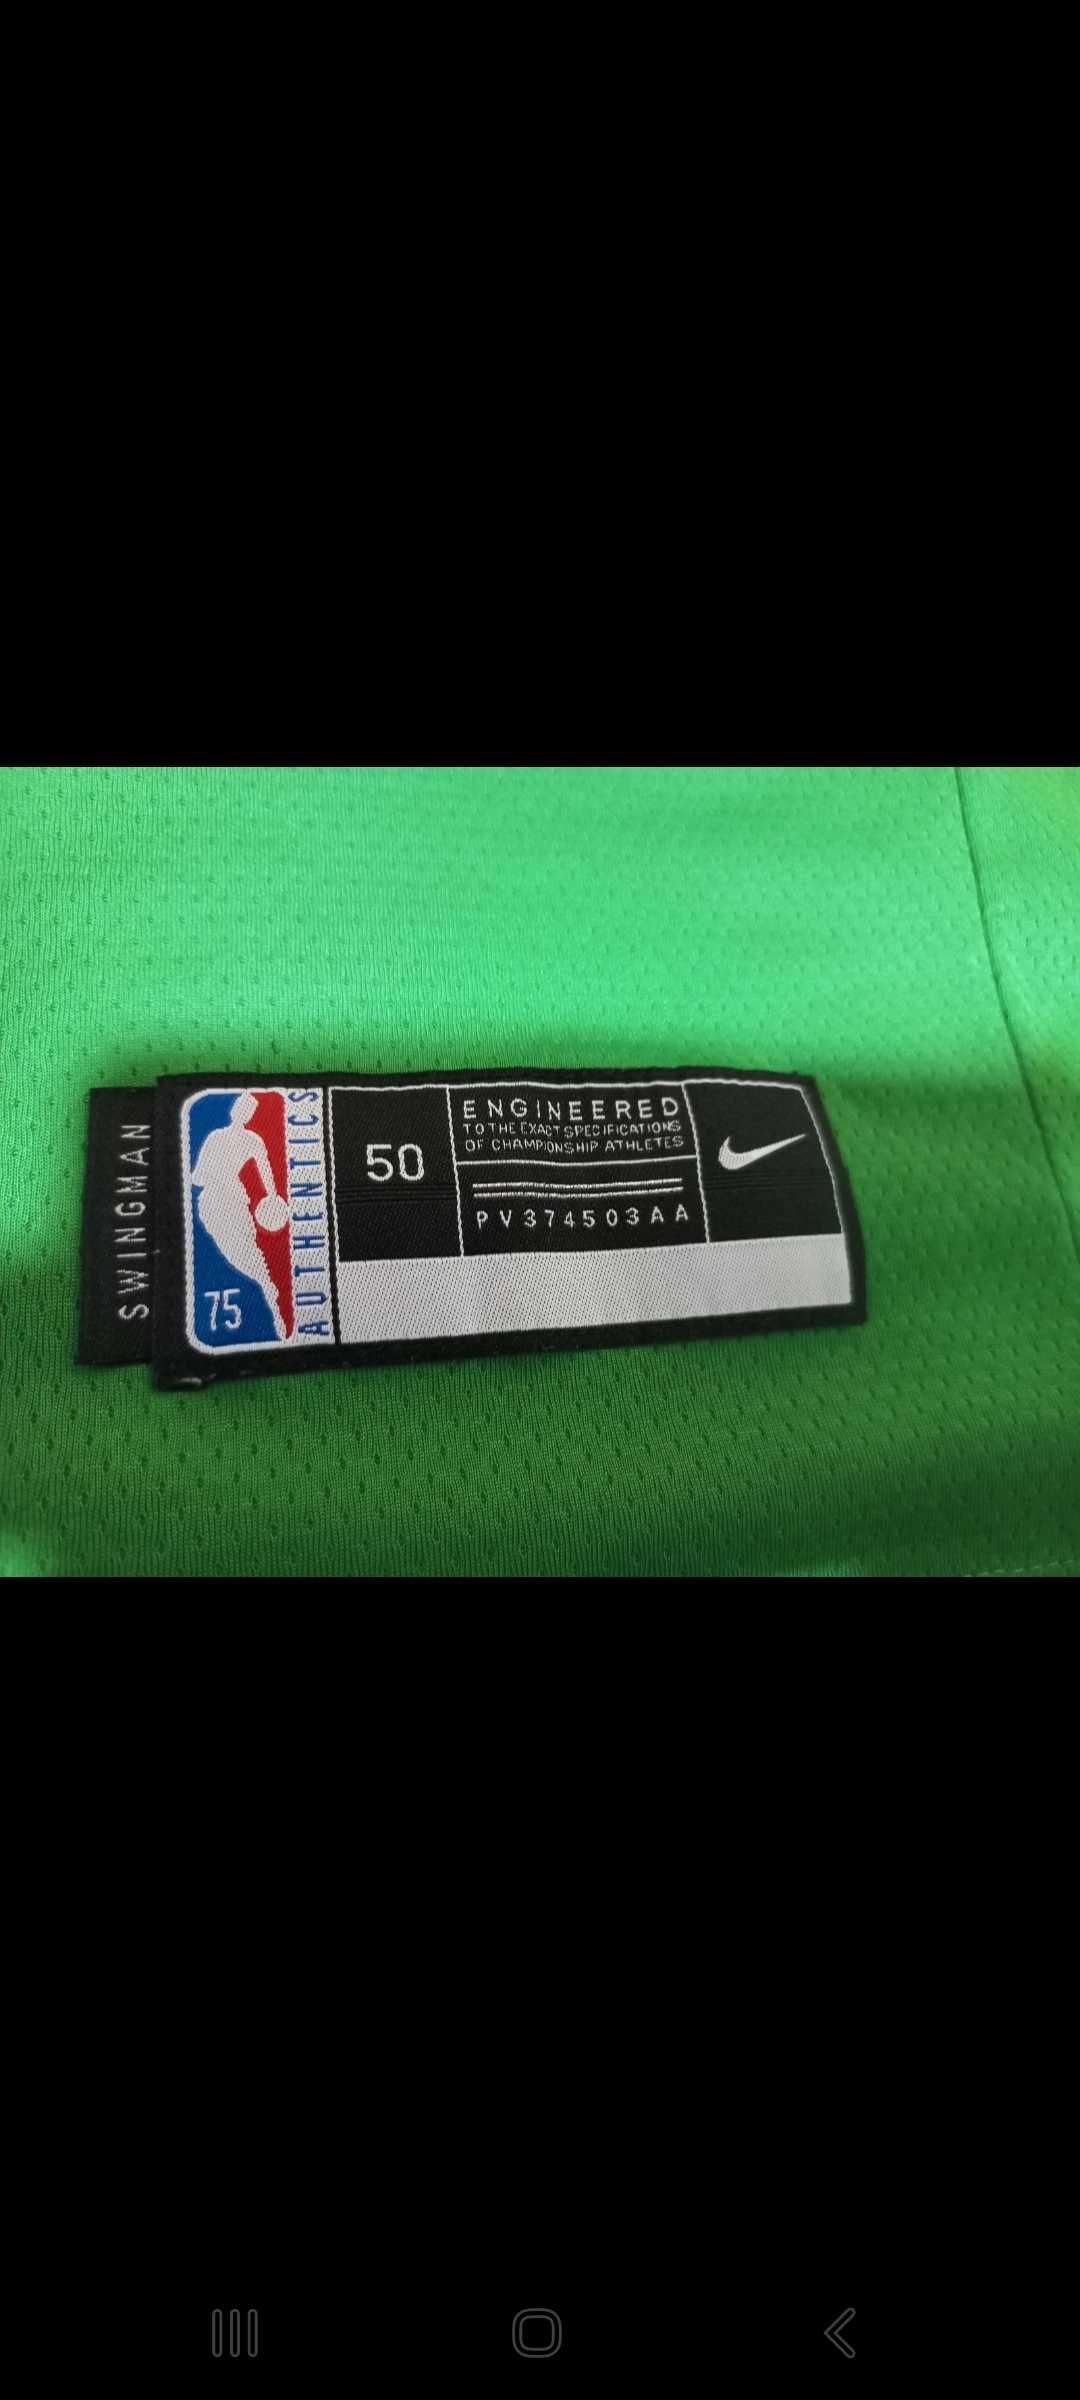 SWINGMAN
75
AUTHENTICS
50
ENGINEERED
TO THE EXACT SPECIFICATIONS
OF CHAMPIONSHIP ATHLETES
PV374503AA